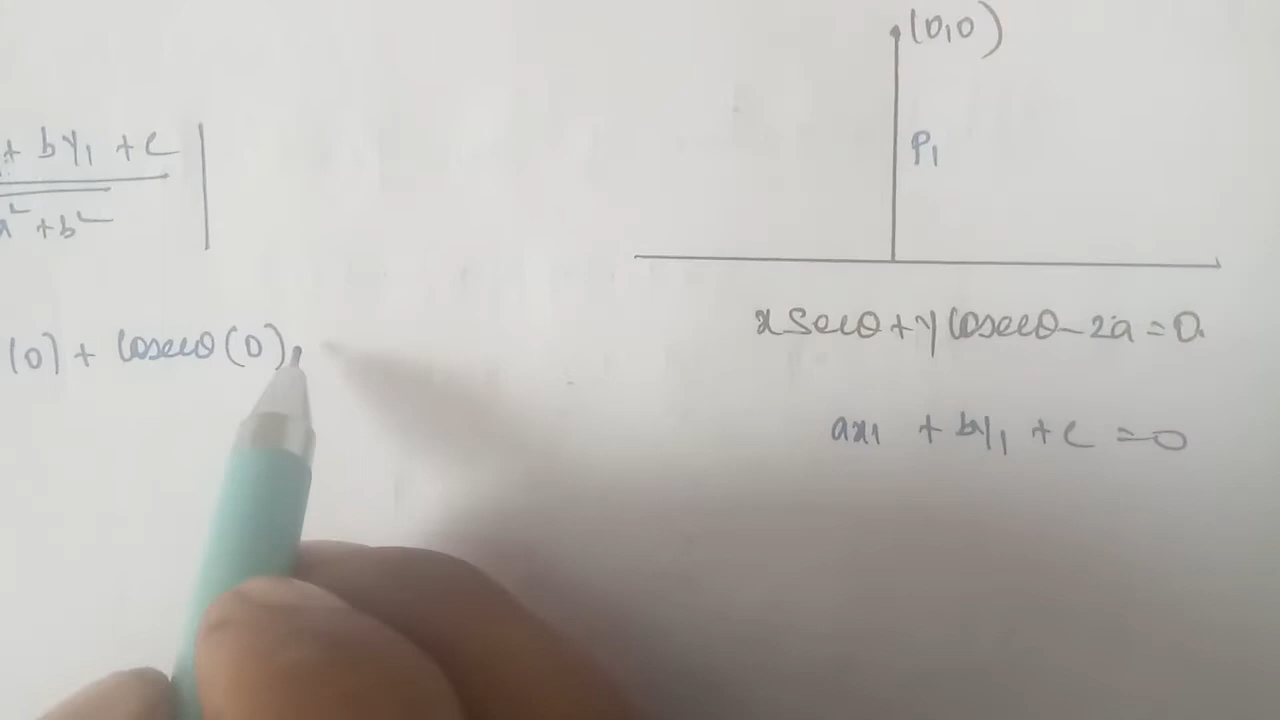 (0,0)
+ by₁ + c
a² + b²
P₁
x secθ + y cosecθ - 2a = 0.
(0) + cosecθ (0)
ax₁ + by₁ + c = 0